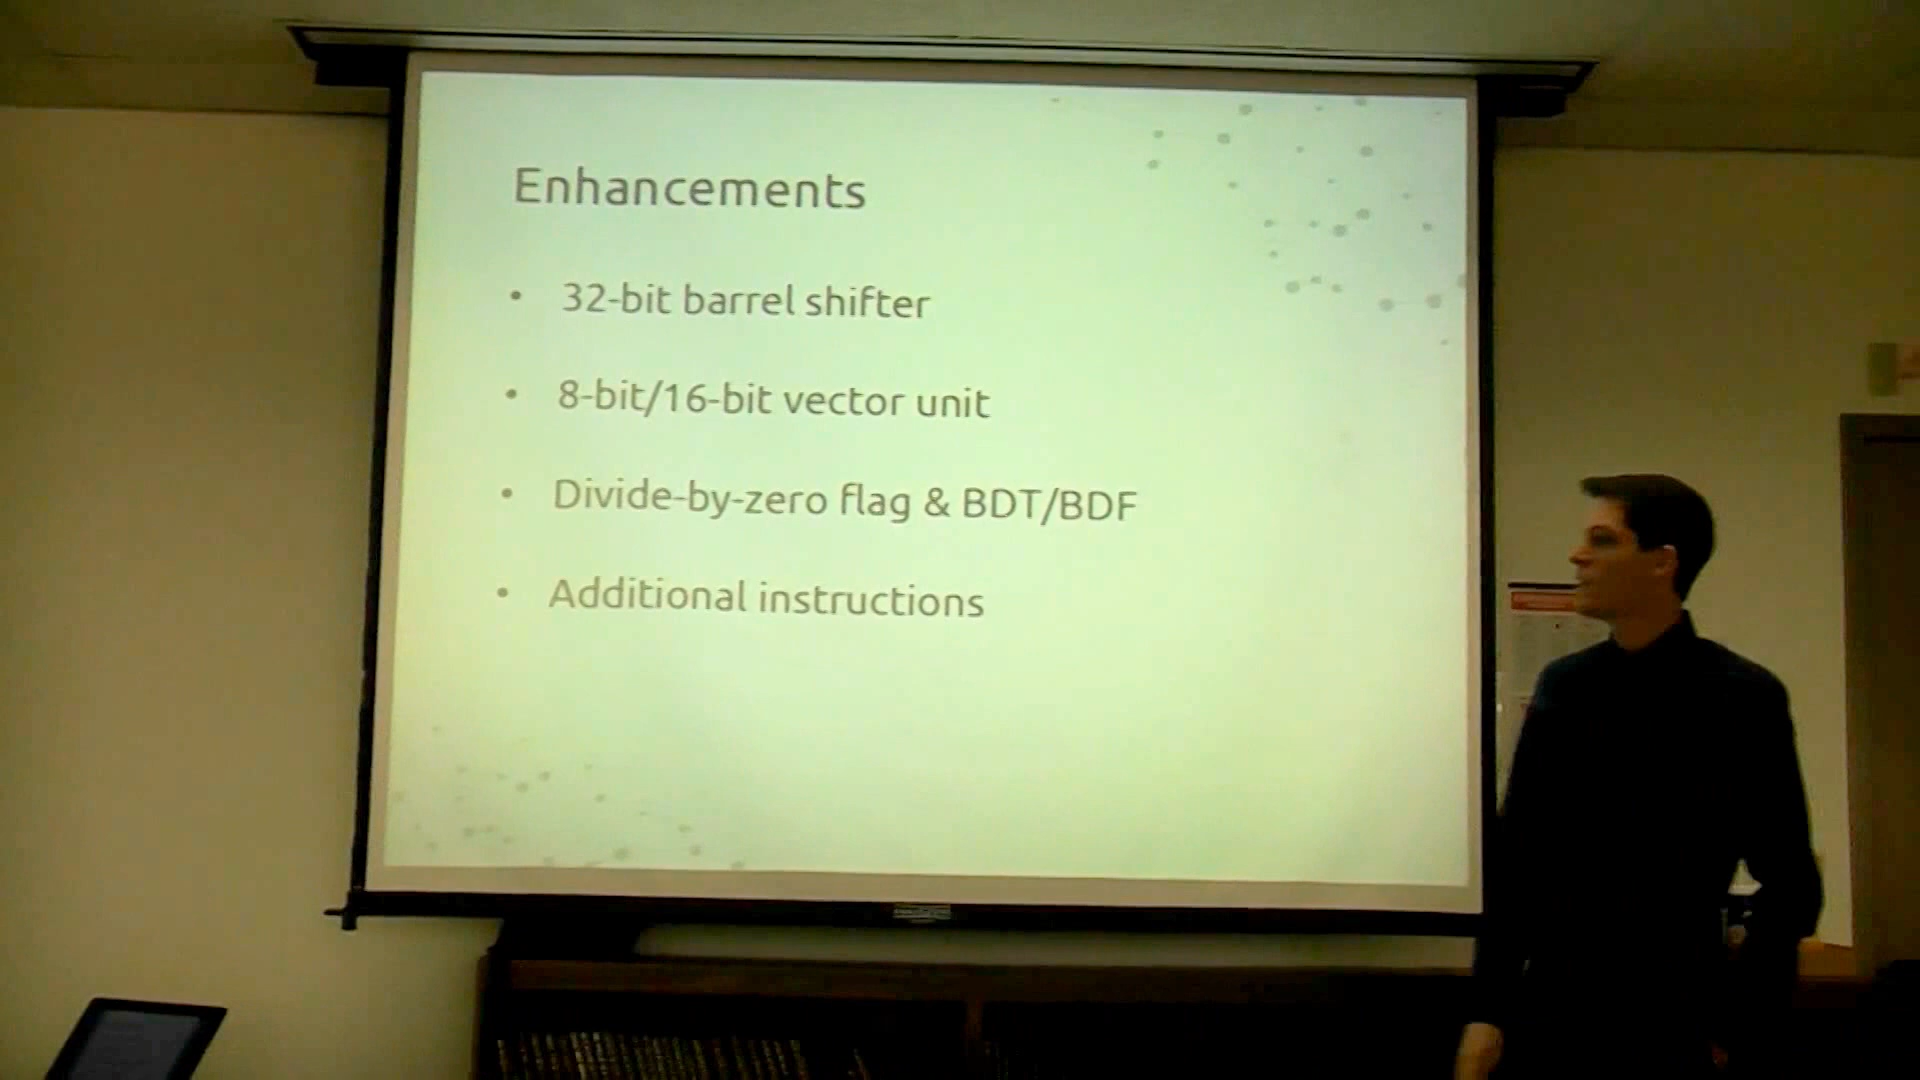 Enhancements
• 32-bit barrel shifter
• 8-bit/16-bit vector unit
• Divide-by-zero flag & BDT/BDF
• Additional instructions